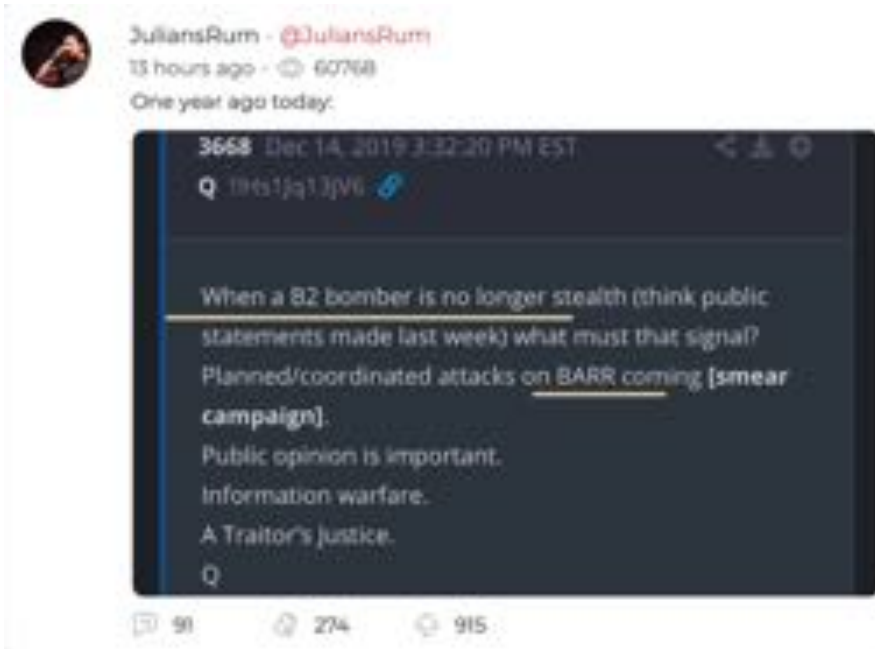 JuliansRum - @JuliansRum
13 hours ago - 60768
One year ago today:
3668 Dec 14, 2019 3:32:20 PM EST
Q !!Hs1Jq13jV6
When a B2 bomber is no longer stealth (think public
statements made last week) what must that signal?
Planned/coordinated attacks on BARR coming [smear
campaign].
Public opinion is important.
Information warfare.
A Traitor's Justice.
Q
91 274 915